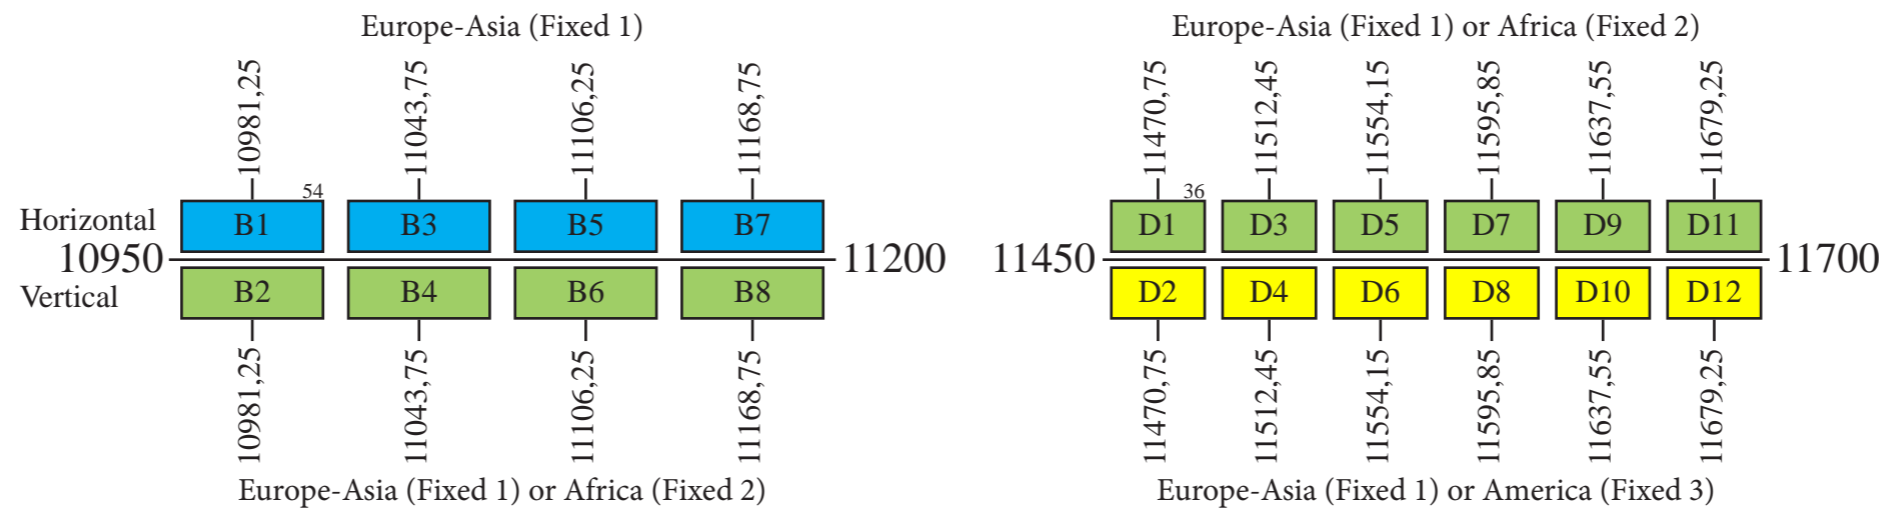 Europe-Asia (Fixed 1)
10981,25 11043,75 11106,25 11168,75
54
Horizontal B1 B3 B5 B7
10950 11200
Vertical B2 B4 B6 B8
10981,25 11043,75 11106,25 11168,75
Europe-Asia (Fixed 1) or Africa (Fixed 2)
Europe-Asia (Fixed 1) or Africa (Fixed 2)
11470,75 11512,45 11554,15 11595,85 11637,55 11679,25
36
D1 D3 D5 D7 D9 D11
11450 11700
D2 D4 D6 D8 D10 D12
11470,75 11512,45 11554,15 11595,85 11637,55 11679,25
Europe-Asia (Fixed 1) or America (Fixed 3)